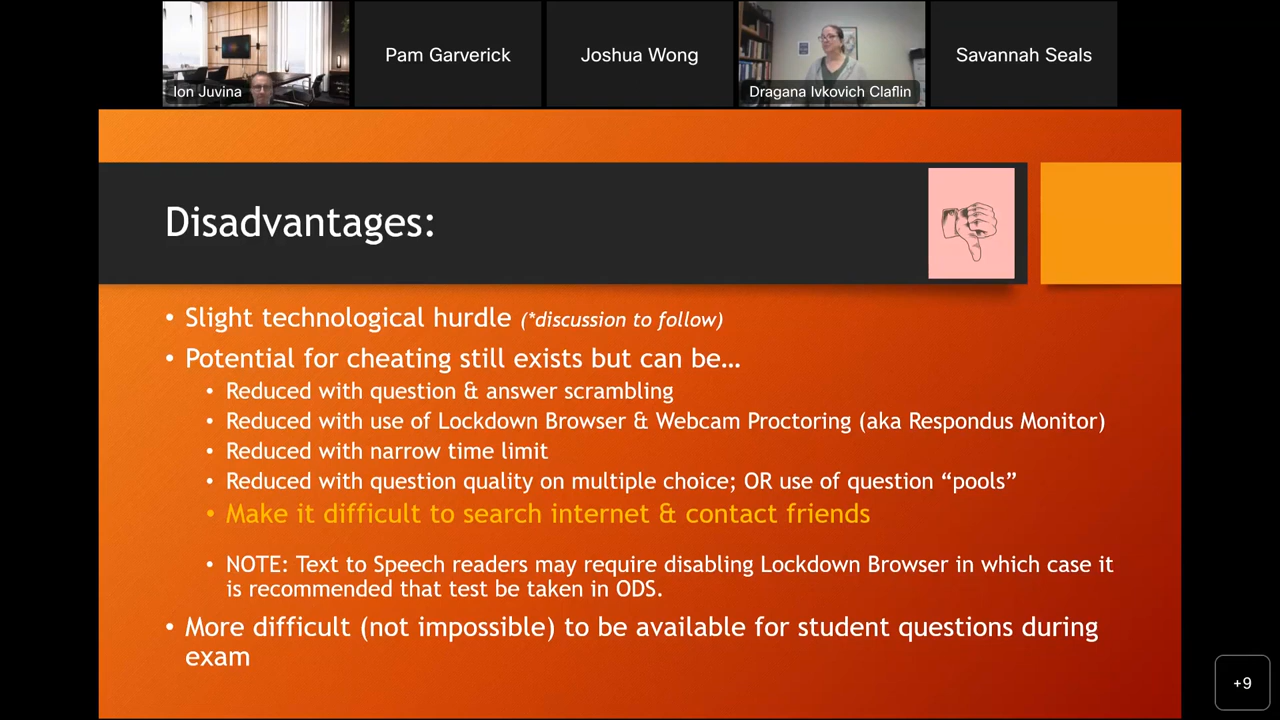 Ion Juvina
Pam Garverick
Joshua Wong
Dragana Ivkovich Claflin
Savannah Seals
Disadvantages:
• Slight technological hurdle (*discussion to follow)
• Potential for cheating still exists but can be…
• Reduced with question & answer scrambling
• Reduced with use of Lockdown Browser & Webcam Proctoring (aka Respondus Monitor)
• Reduced with narrow time limit
• Reduced with question quality on multiple choice; OR use of question “pools”
• Make it difficult to search internet & contact friends
• NOTE: Text to Speech readers may require disabling Lockdown Browser in which case it
is recommended that test be taken in ODS.
• More difficult (not impossible) to be available for student questions during
exam
+9